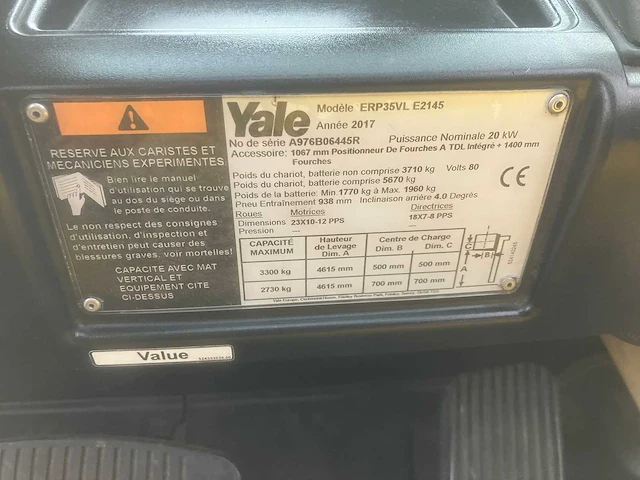 Yale
Modèle ERP35VL E2145
Année 2017
No de série A976B06445R Puissance Nominale 20 kW
Accessoire: 1067 mm Positionneur De Fourches A TDL Intégré + 1400 mm
Fourches
Poids du chariot, batterie non comprise 3710 kg Volts 80
Poids du chariot, batterie comprise 5670 kg
Poids de la batterie: Min 1770 kg à Max. 1960 kg
Pneu Entraînement 938 mm Inclinaison arrière 4.0 Degrés
Roues Motrices Directrices
Dimensions 23X10-12 PPS 18X7-8 PPS
Pression --- ---
CE
CAPACITÉ MAXIMUM Hauteur de Levage Dim. A Centre de Charge Dim. B Dim. C
3300 kg 4615 mm 500 mm 500 mm
2730 kg 4615 mm 700 mm 700 mm
C
B
A
RESERVE AUX CARISTES ET
MECANICIENS EXPERIMENTES
Bien lire le manuel
d'utilisation qui se trouve
au dos du siège ou dans
le poste de conduite.
Le non respect des consignes
d'utilisation, d'inspection et
d'entretien peut causer des
blessures graves, voir mortelles!
CAPACITE AVEC MAT
VERTICAL ET
EQUIPEMENT CITE
CI-DESSUS
Value